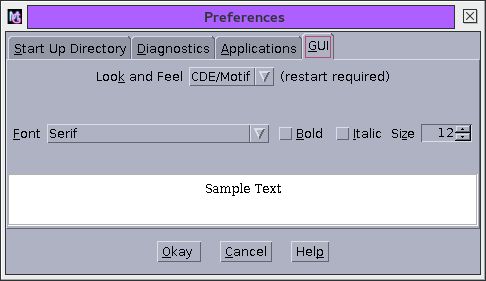 Preferences
Start Up Directory Diagnostics Applications GUI
Look and Feel CDE/Motif (restart required)
Font Serif Bold Italic Size 12
Sample Text
Okay Cancel Help